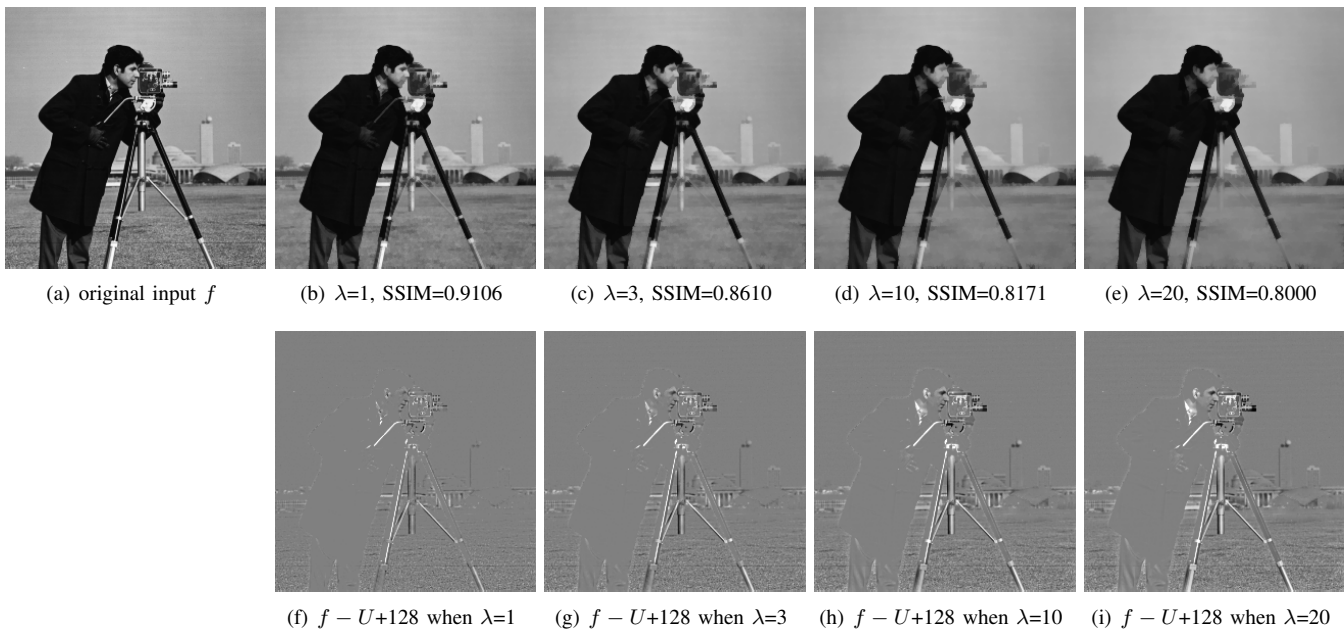 (a) original input f
(b) λ=1, SSIM=0.9106
(c) λ=3, SSIM=0.8610
(d) λ=10, SSIM=0.8171
(e) λ=20, SSIM=0.8000
(f) f − U+128 when λ=1
(g) f − U+128 when λ=3
(h) f − U+128 when λ=10
(i) f − U+128 when λ=20